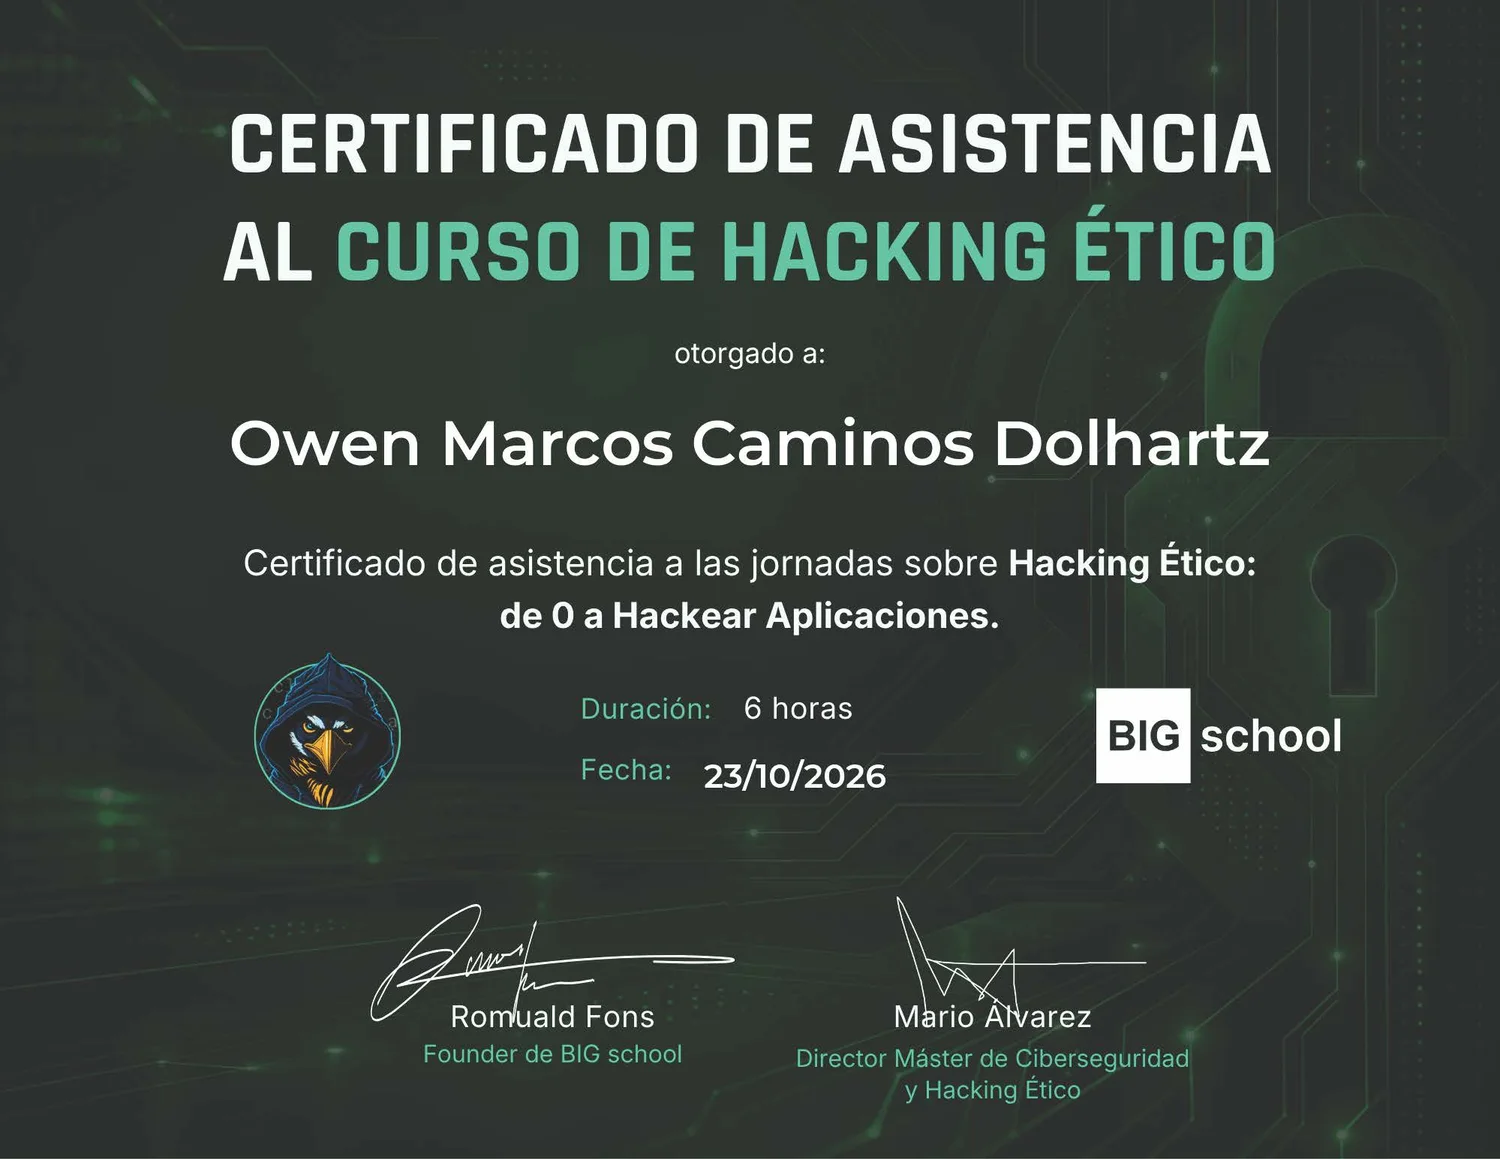 CERTIFICADO DE ASISTENCIA
AL CURSO DE HACKING ÉTICO
otorgado a:
Owen Marcos Caminos Dolhartz
Certificado de asistencia a las jornadas sobre Hacking Ético:
de 0 a Hackear Aplicaciones.
Duración: 6 horas
Fecha: 23/10/2026
BIG school
Romuald Fons
Founder de BIG school
Mario Álvarez
Director Máster de Ciberseguridad
y Hacking Ético